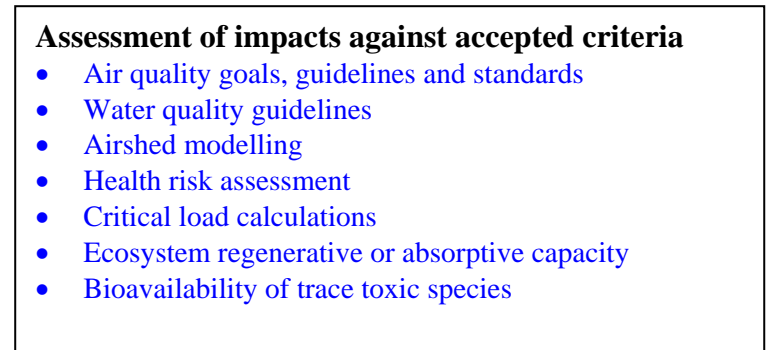 Assessment of impacts against accepted criteria
• Air quality goals, guidelines and standards
• Water quality guidelines
• Airshed modelling
• Health risk assessment
• Critical load calculations
• Ecosystem regenerative or absorptive capacity
• Bioavailability of trace toxic species